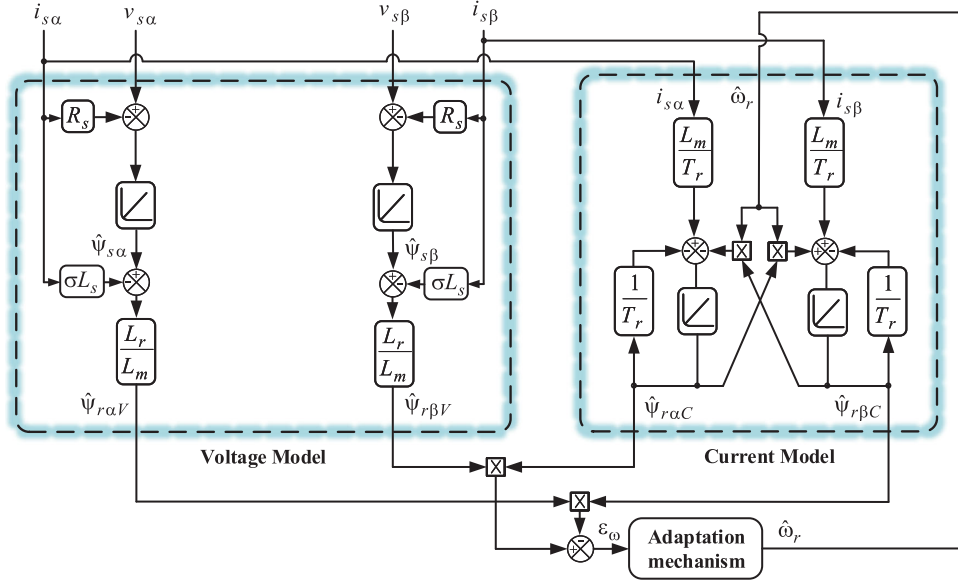 i_sα v_sα v_sβ i_sβ
i_sα ω̂_r i_sβ
R_s R_s
L_m/T_r L_m/T_r
ψ̂_sα ψ̂_sβ
σL_s σL_s
1/T_r 1/T_r
L_r/L_m L_r/L_m
ψ̂_rαV ψ̂_rβV ψ̂_rαC ψ̂_rβC
Voltage Model Current Model
ε_ω Adaptation mechanism ω̂_r